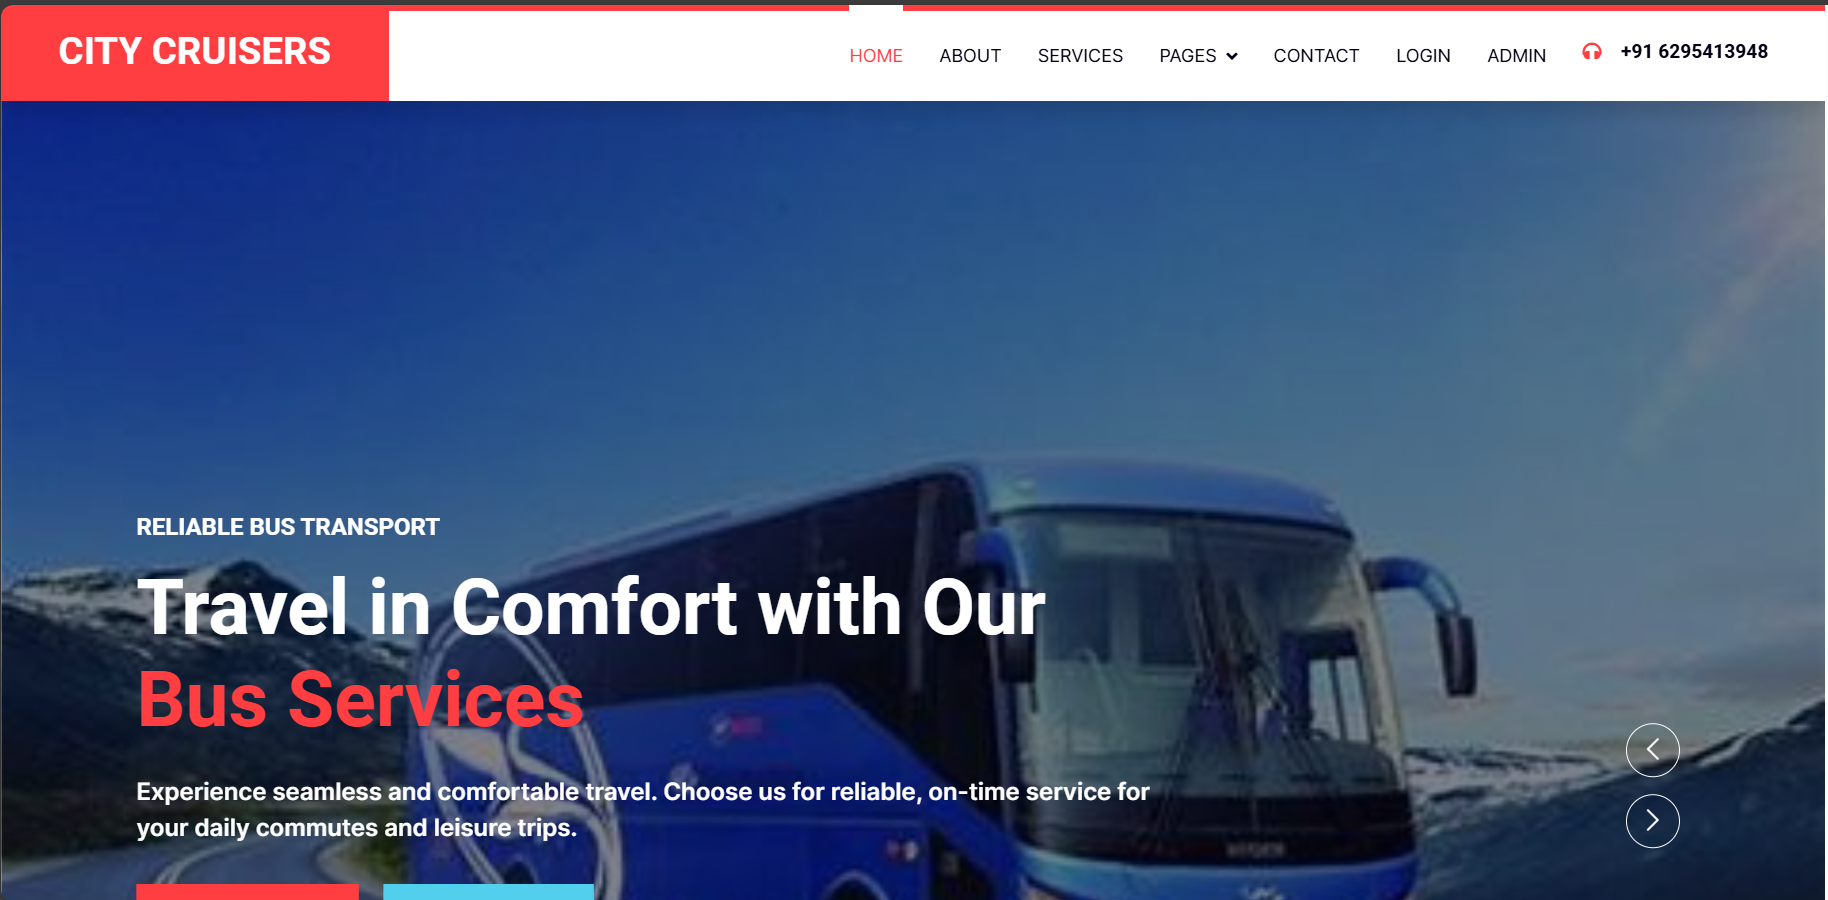 CITY CRUISERS
HOME ABOUT SERVICES PAGES CONTACT LOGIN ADMIN +91 6295413948
RELIABLE BUS TRANSPORT
Travel in Comfort with Our
Bus Services
Experience seamless and comfortable travel. Choose us for reliable, on-time service for
your daily commutes and leisure trips.